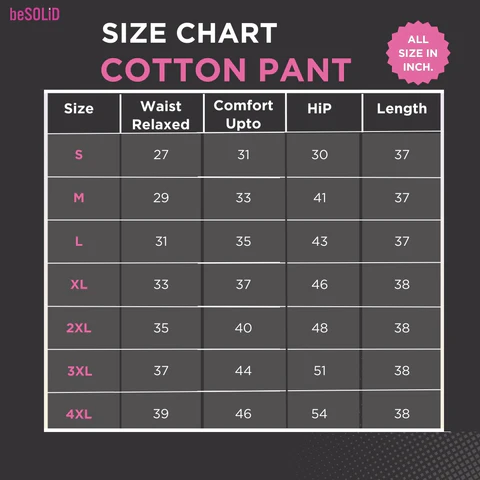 beSOLiD
SIZE CHART
COTTON PANT
ALL
SIZE IN
INCH.
Size Waist Relaxed Comfort Upto HiP Length
S 27 31 30 37
M 29 33 41 37
L 31 35 43 37
XL 33 37 46 38
2XL 35 40 48 38
3XL 37 44 51 38
4XL 39 46 54 38